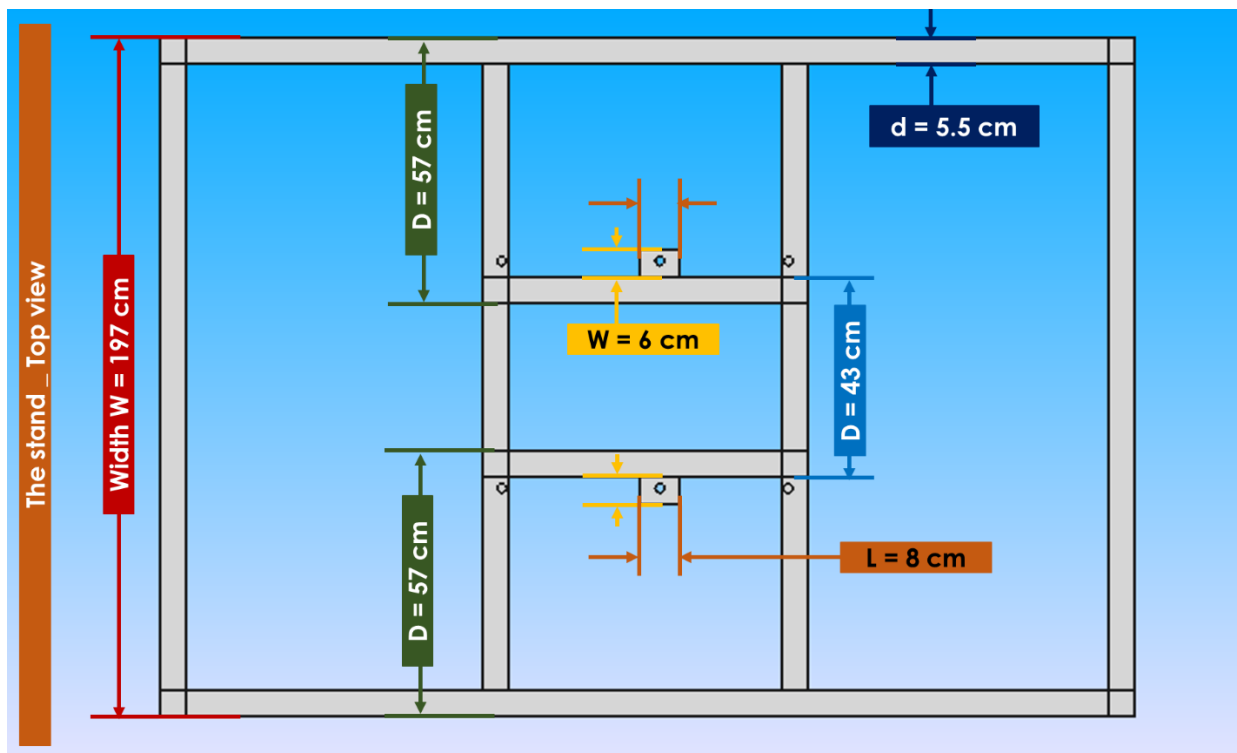 d = 5.5 cm
D = 57 cm
The stand _ Top view
Width W = 197 cm
W = 6 cm
D = 43 cm
D = 57 cm
L = 8 cm